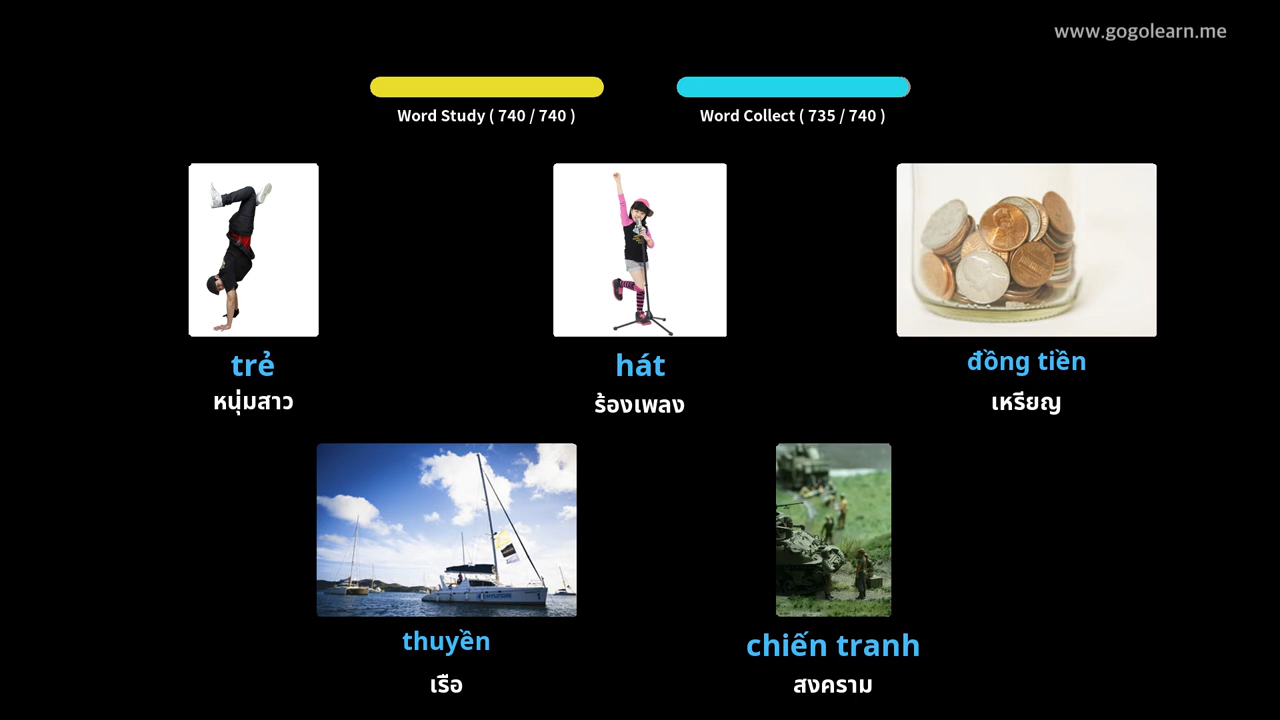 www.gogolearn.me
Word Study ( 740 / 740 )
Word Collect ( 735 / 740 )
trẻ
หนุ่มสาว
hát
ร้องเพลง
đồng tiền
เหรียญ
thuyền
เรือ
chiến tranh
สงคราม